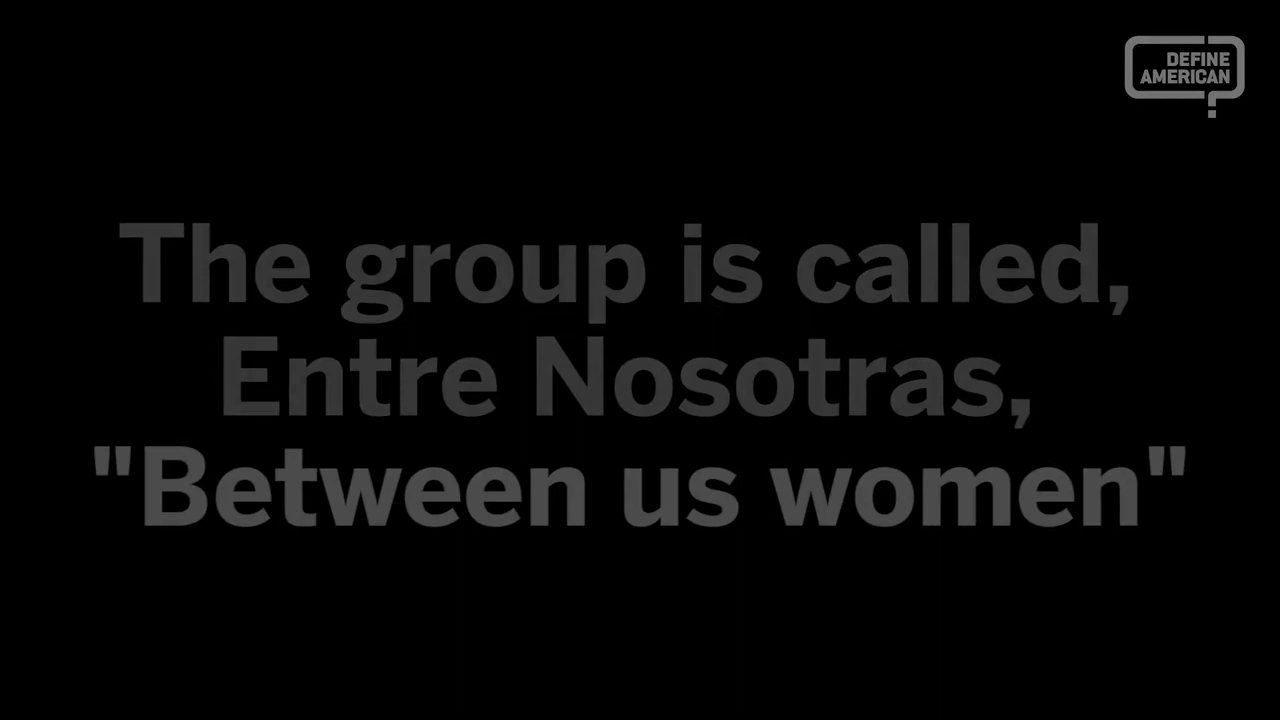 DEFINE
AMERICAN
The group is called,
Entre Nosotras,
"Between us women"